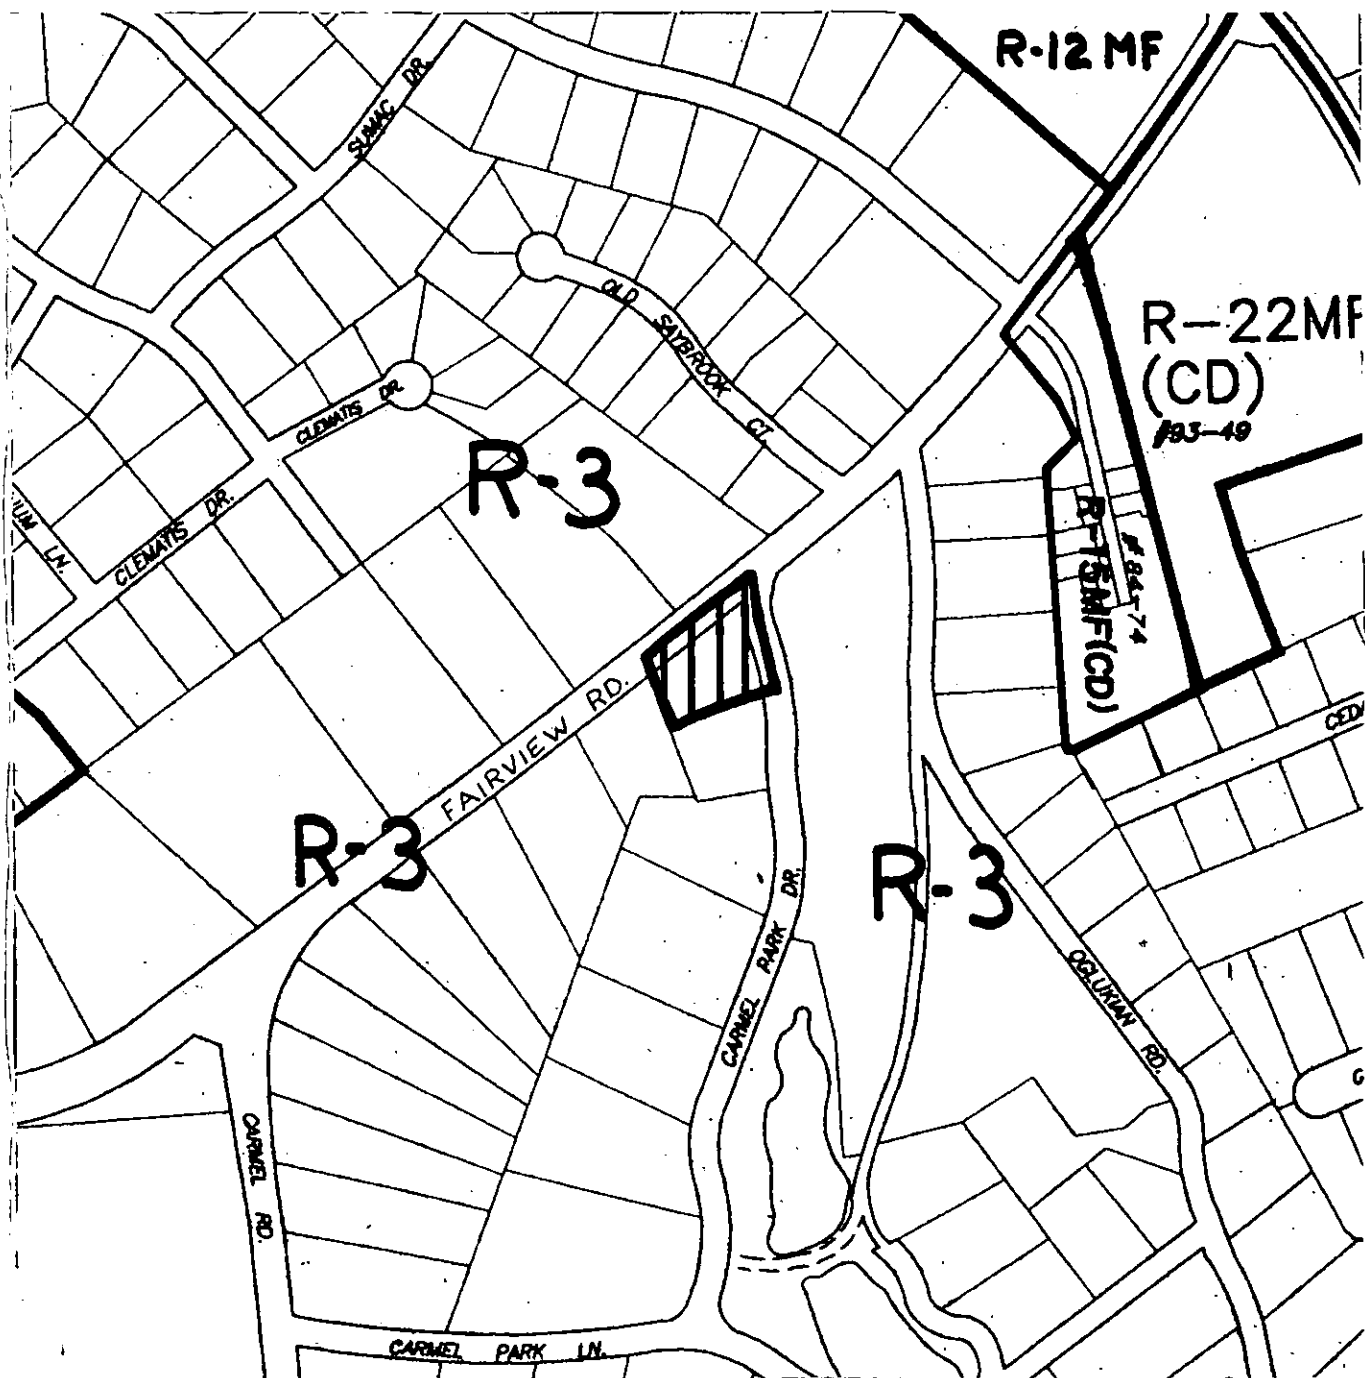 R-12 MF
SUMAC DR.
R-22MF
(CD)
#93-49
OLD SAYBROOK CT.
CLEMATIS DR.
R-3
CLEMATIS DR.
LN.
R-15MF(CD)
#84-74
FAIRVIEW RD.
R-3
R-3
CARMEL PARK DR.
OGLUKIAN RD.
CARMEL RD.
CARMEL PARK LN.